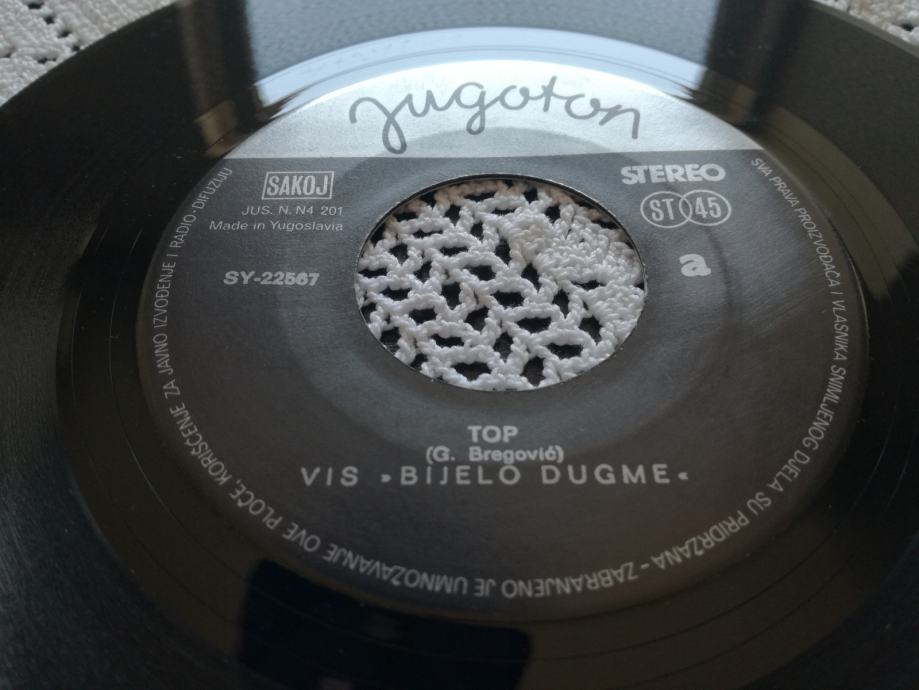 jugoton
SAKOJ
JUS. N. N4 201
Made in Yugoslavia
SY-22567
STEREO
ST 45
a
TOP
(G. Bregović)
VIS »BIJELO DUGME«
SVA PRAVA PROIZVOĐAČA I VLASNIKA SNIMLJENOG DJELA SU PRIDRŽANA - ZABRANJENO JE UMNOŽAVANJE OVE PLOČE, KORIŠĆENJE ZA JAVNO IZVOĐENJE I RADIO-DIFUZIJU